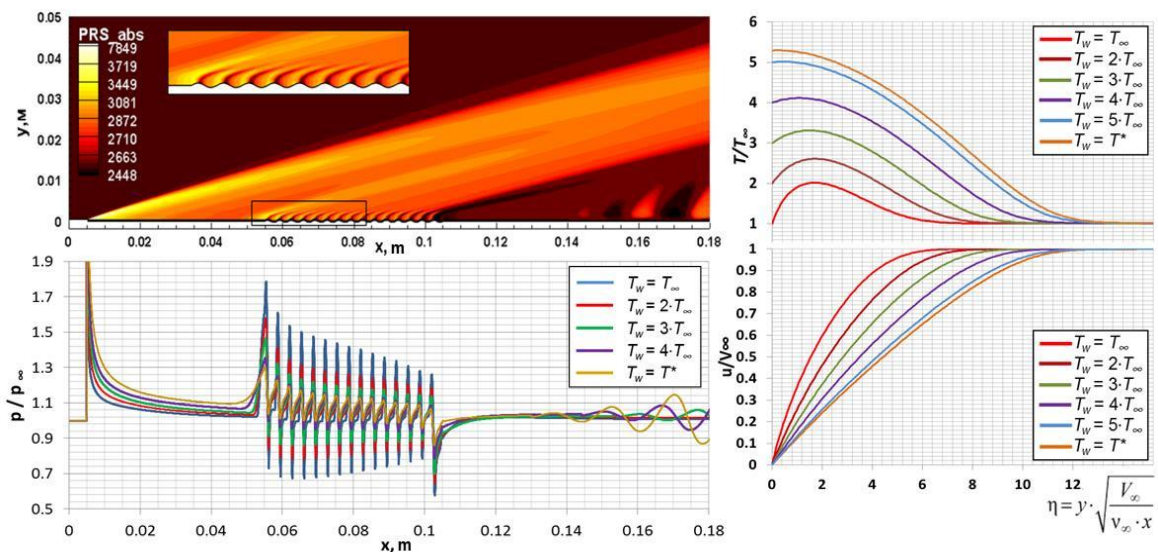 0.05
PRS_abs
7849
3719
3449
3081
2872
2710
2663
2448
0.04
0.03
0.02
0.01
0
y,м
0 0.02 0.04 0.06 0.08 0.1 0.12 0.14 0.16 0.18
x, m
1.9
1.7
1.5
1.3
1.1
0.9
0.7
0.5
p / p∞
T_w = T∞
T_w = 2·T∞
T_w = 3·T∞
T_w = 4·T∞
T_w = T*
0 0.02 0.04 0.06 0.08 0.1 0.12 0.14 0.16 0.18
x, m
6
5
4
3
2
1
T/T∞
T_w = T∞
T_w = 2·T∞
T_w = 3·T∞
T_w = 4·T∞
T_w = 5·T∞
T_w = T*
1
0.9
0.8
0.7
0.6
0.5
0.4
0.3
0.2
0.1
0
u/V∞
T_w = T∞
T_w = 2·T∞
T_w = 3·T∞
T_w = 4·T∞
T_w = 5·T∞
T_w = T*
0 2 4 6 8 10 12
η = y·√(V∞/(ν∞·x))